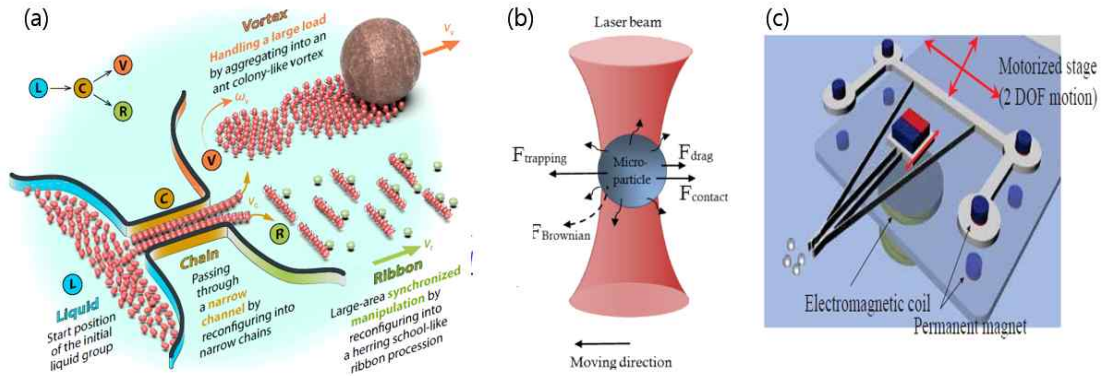 (a)
Vortex
Handling a large load
by aggregating into an
ant colony-like vortex
Vv
ωv
L
C
V
R
V
C
Vc
R
L
Liquid
Start position
of the initial
liquid group
Chain
Passing
through
a narrow
channel by
reconfiguring into
narrow chains
Vr
Ribbon
Large-area synchronized
manipulation by
reconfiguring into
a herring school-like
ribbon procession
(b)
Laser beam
Ftrapping
Micro-
particle
Fdrag
Fcontact
FBrownian
Moving direction
(c)
Motorized stage
(2 DOF motion)
Electromagnetic coil
Permanent magnet